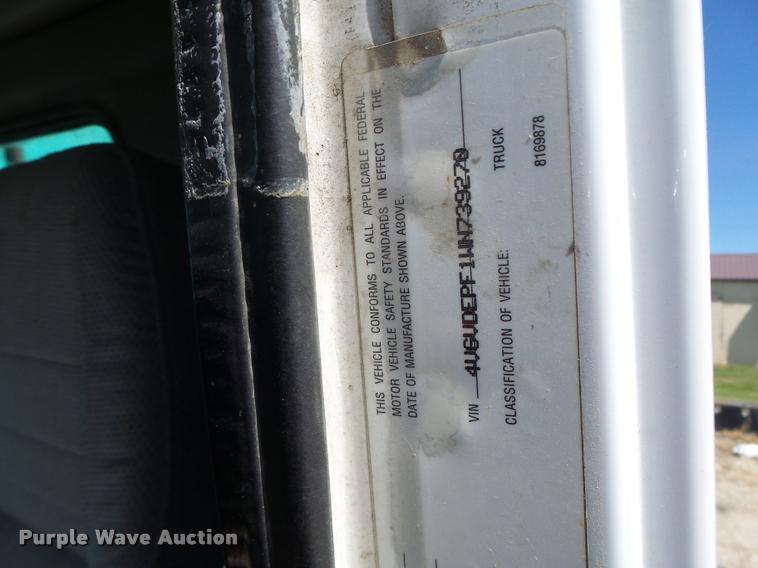 THIS VEHICLE CONFORMS TO ALL APPLICABLE FEDERAL
MOTOR VEHICLE SAFETY STANDARDS IN EFFECT ON THE
DATE OF MANUFACTURE SHOWN ABOVE.
VIN 4VGVDEPF1WN739270
CLASSIFICATION OF VEHICLE: TRUCK
8169878
Purple Wave Auction